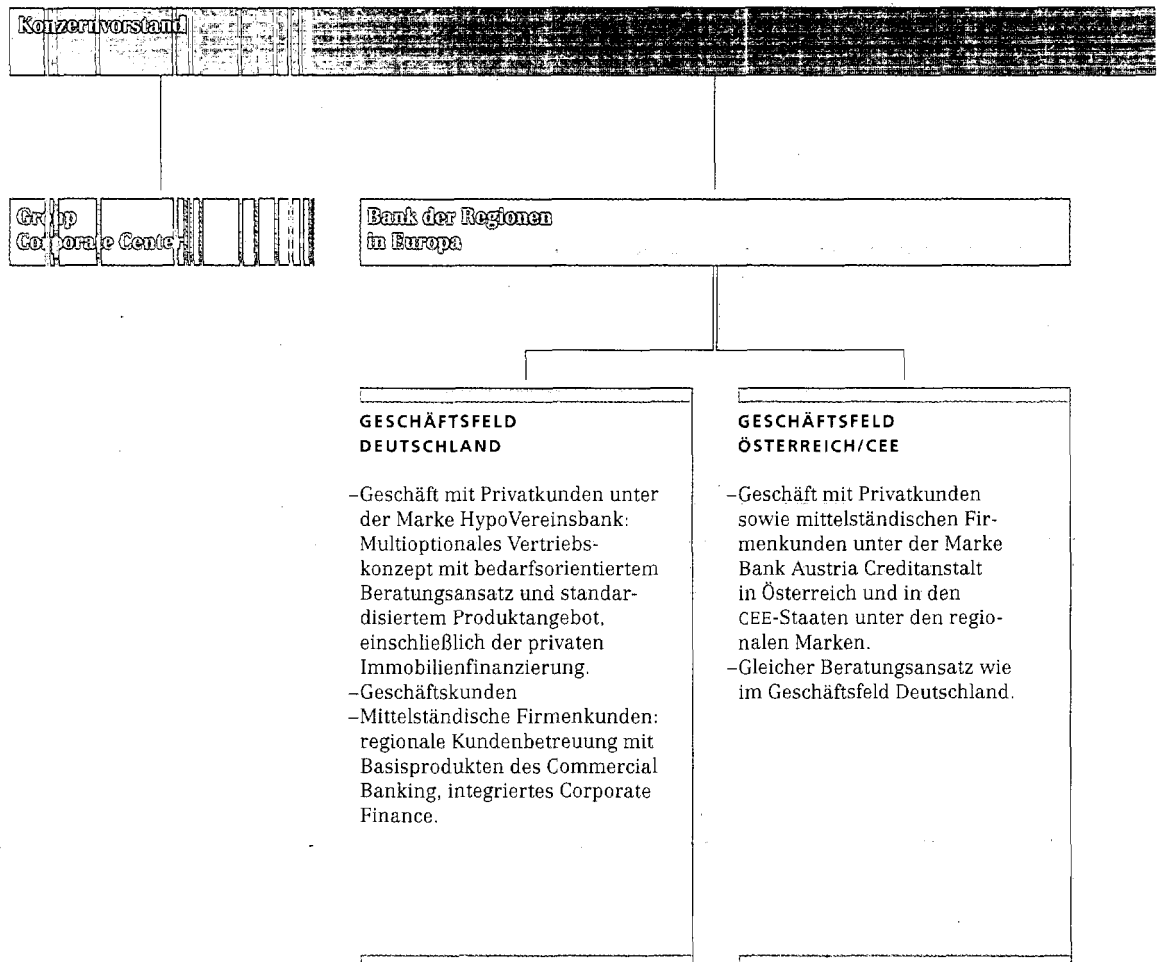 Konzernvorstand
Group
Corporate Center
Bank der Regionen
in Europa
GESCHÄFTSFELD
DEUTSCHLAND
–Geschäft mit Privatkunden unter
der Marke HypoVereinsbank:
Multioptionales Vertriebs-
konzept mit bedarfsorientiertem
Beratungsansatz und standar-
disiertem Produktangebot,
einschließlich der privaten
Immobilienfinanzierung.
–Geschäftskunden
–Mittelständische Firmenkunden:
regionale Kundenbetreuung mit
Basisprodukten des Commercial
Banking, integriertes Corporate
Finance.
GESCHÄFTSFELD
ÖSTERREICH/CEE
–Geschäft mit Privatkunden
sowie mittelständischen Fir-
menkunden unter der Marke
Bank Austria Creditanstalt
in Österreich und in den
CEE-Staaten unter den regio-
nalen Marken.
–Gleicher Beratungsansatz wie
im Geschäftsfeld Deutschland.